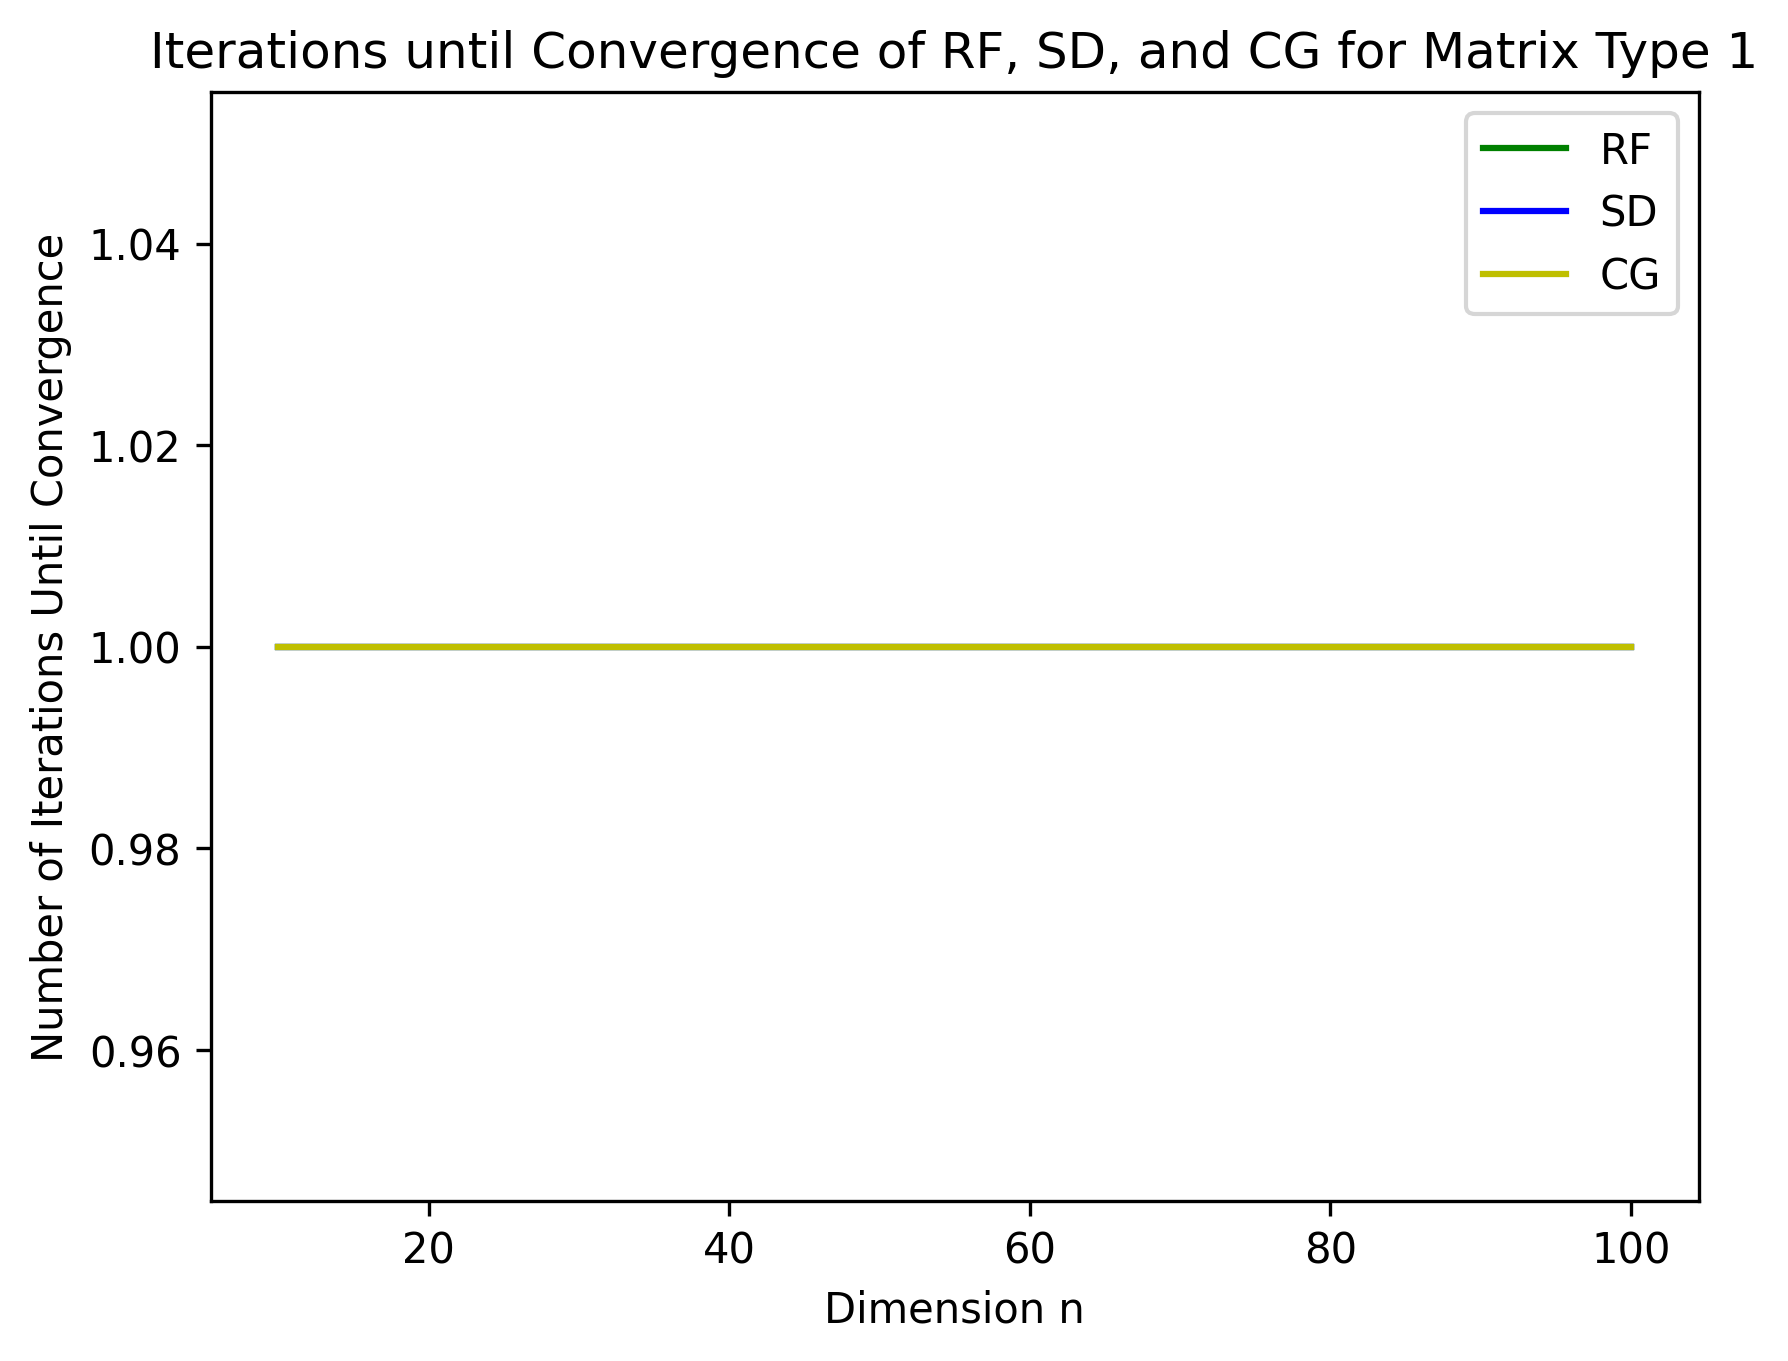 Iterations until Convergence of RF, SD, and CG for Matrix Type 1
RF
SD
CG
Number of Iterations Until Convergence
1.04
1.02
1.00
0.98
0.96
20 40 60 80 100
Dimension n